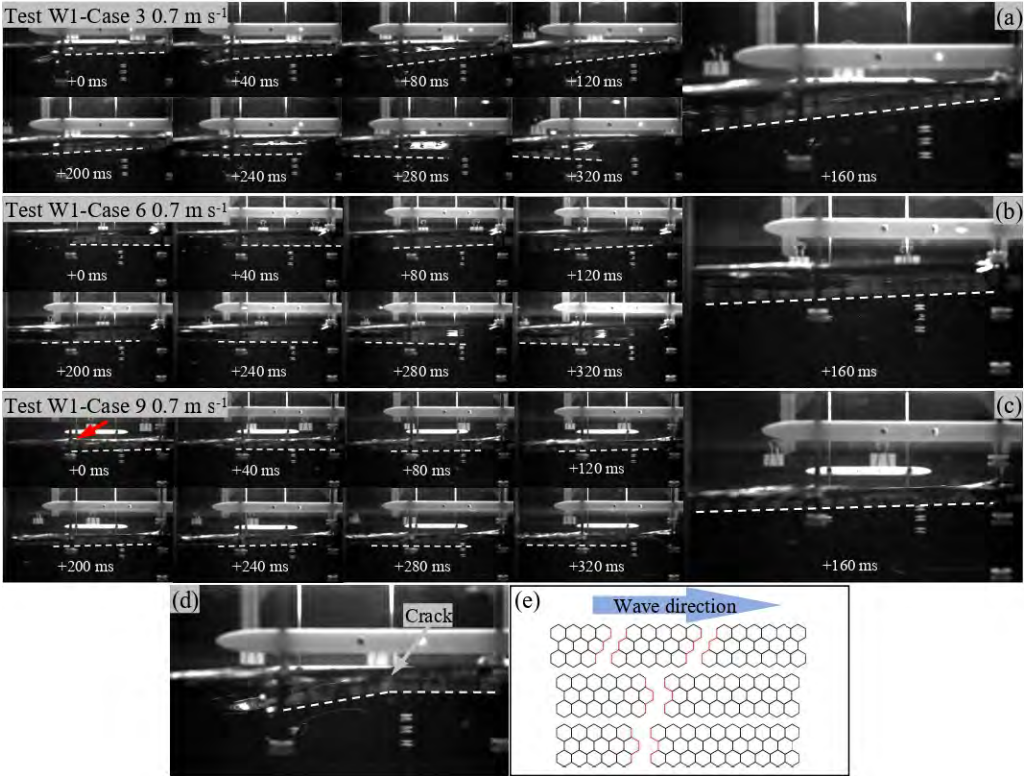 Test W1-Case 3 0.7 m s-1
(a)
+0 ms
+40 ms
+80 ms
+120 ms
+200 ms
+240 ms
+280 ms
+320 ms
+160 ms
Test W1-Case 6 0.7 m s-1
(b)
+0 ms
+40 ms
+80 ms
+120 ms
+200 ms
+240 ms
+280 ms
+320 ms
+160 ms
Test W1-Case 9 0.7 m s-1
(c)
+0 ms
+40 ms
+80 ms
+120 ms
+200 ms
+240 ms
+280 ms
+320 ms
+160 ms
(d)
Crack
(e)
Wave direction